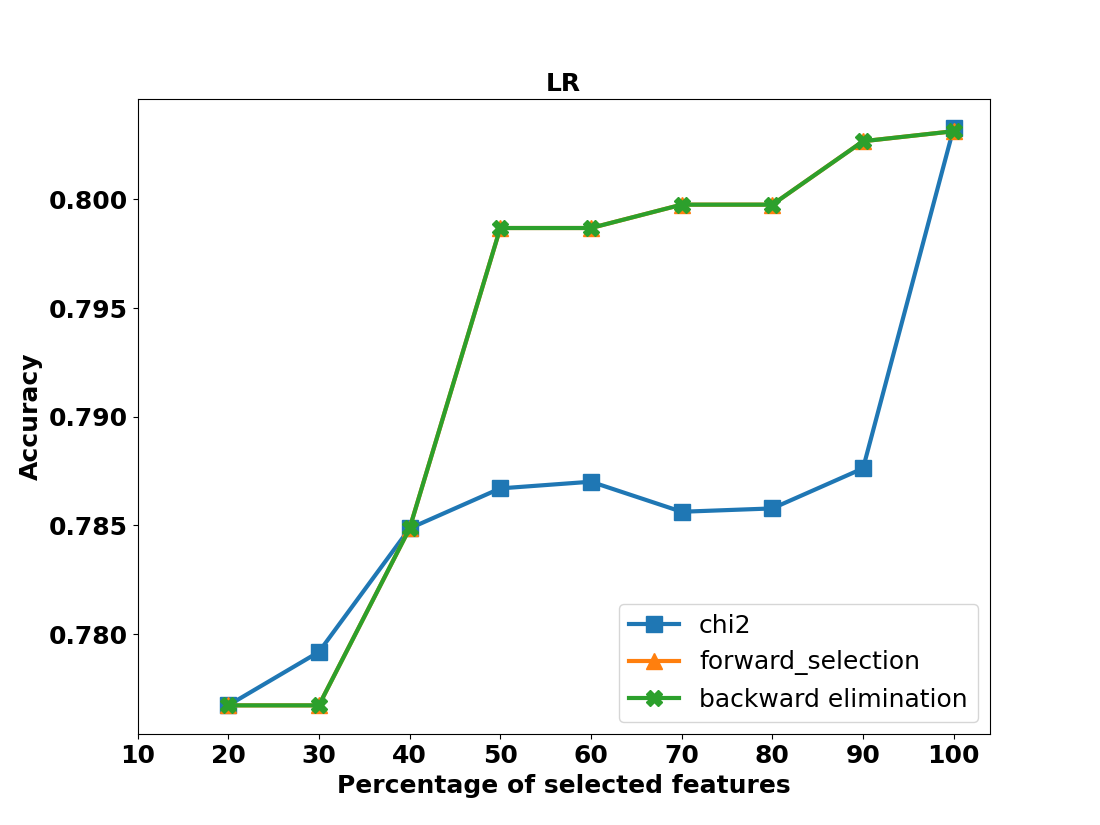 LR
0.800
0.795
0.790
0.785
0.780
Accuracy
chi2
forward_selection
backward elimination
10 20 30 40 50 60 70 80 90 100
Percentage of selected features